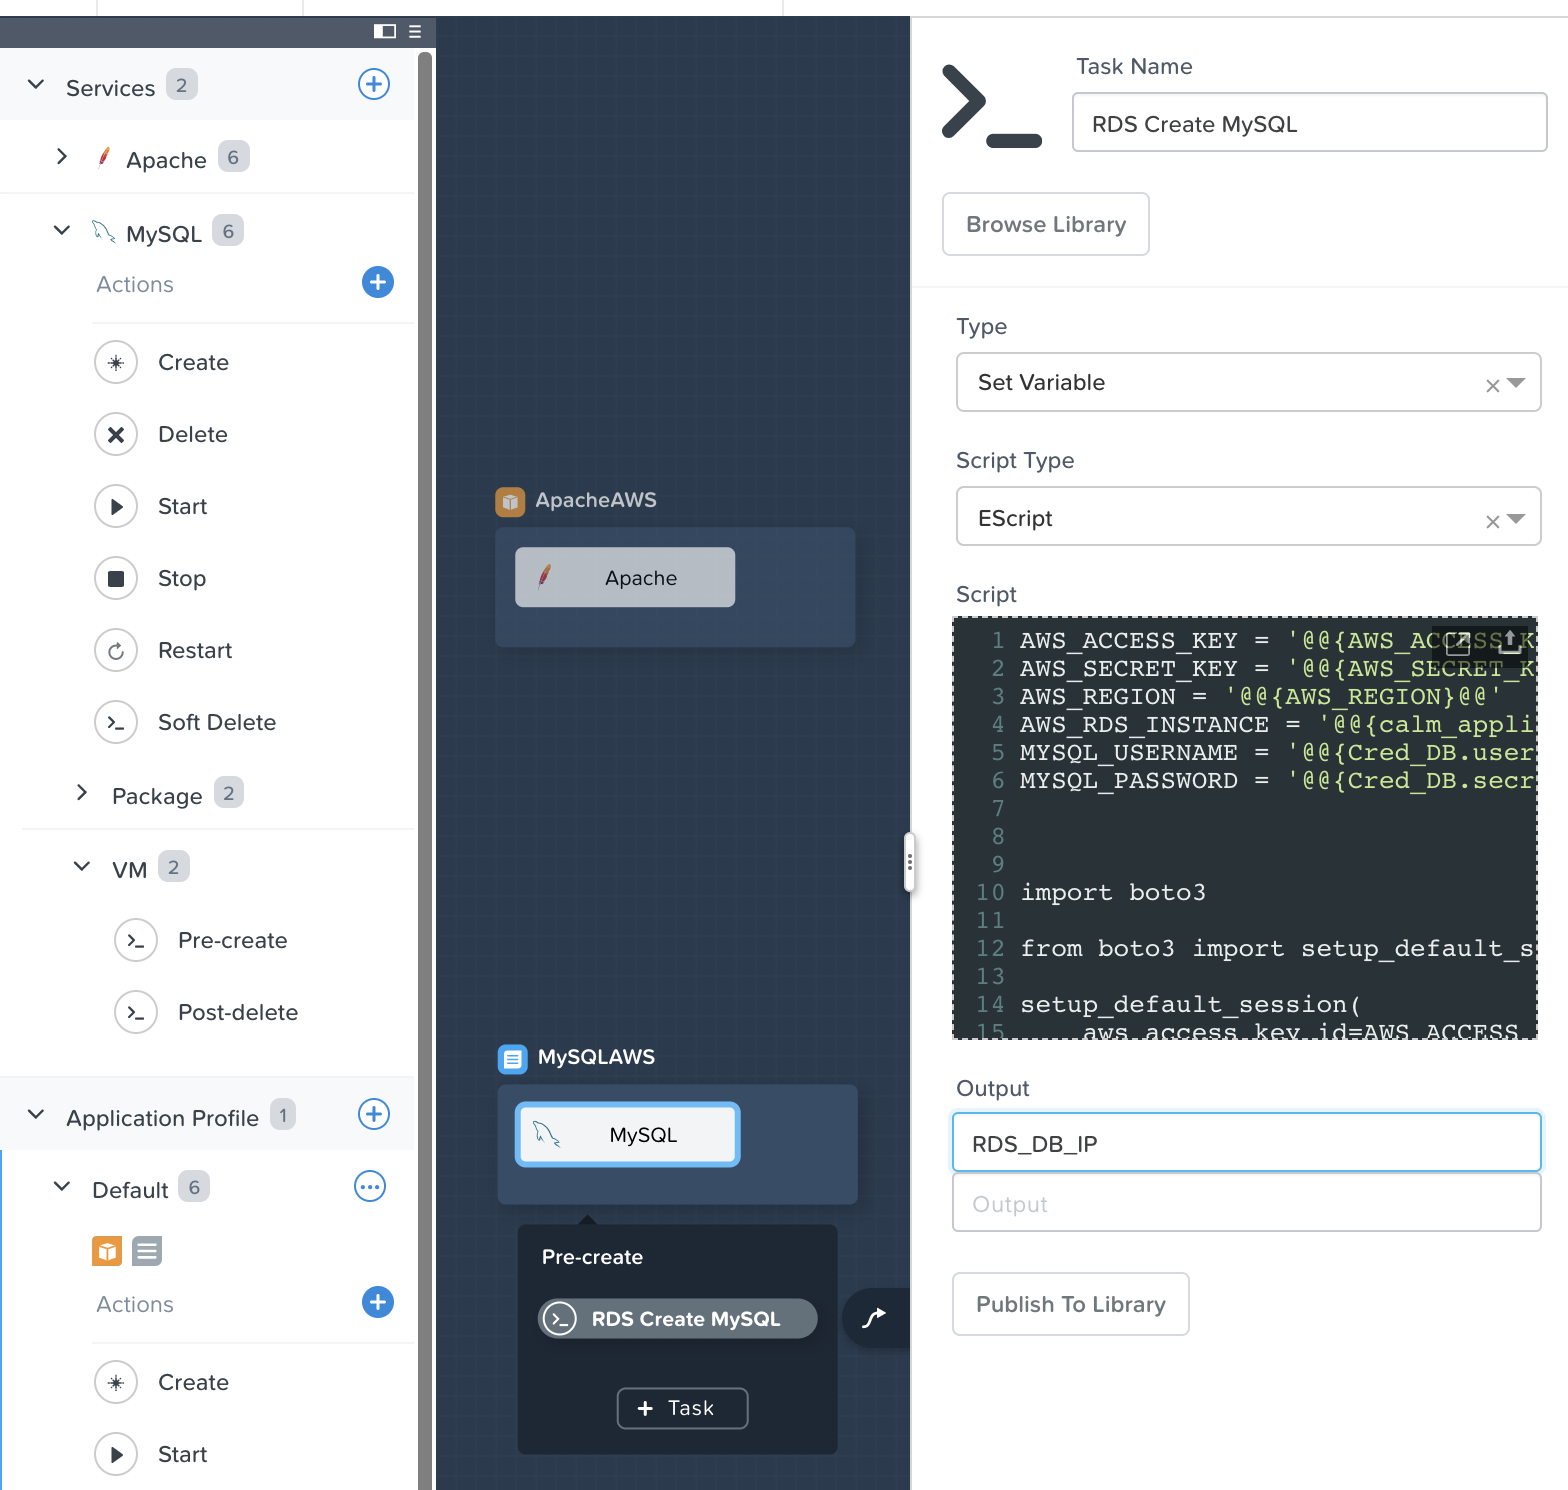 Services 2
Apache 6
MySQL 6
Actions
Create
Delete
Start
Stop
Restart
Soft Delete
Package 2
VM 2
Pre-create
Post-delete
Application Profile 1
Default 6
Actions
Create
Start
ApacheAWS
Apache
MySQLAWS
MySQL
Pre-create
RDS Create MySQL
+ Task
Task Name
RDS Create MySQL
Browse Library
Type
Set Variable
Script Type
EScript
Script
1 AWS_ACCESS_KEY = '@@{AWS_ACCESS_K
2 AWS_SECRET_KEY = '@@{AWS_SECRET_K
3 AWS_REGION = '@@{AWS_REGION}@@'
4 AWS_RDS_INSTANCE = '@@{calm_appli
5 MYSQL_USERNAME = '@@{Cred_DB.user
6 MYSQL_PASSWORD = '@@{Cred_DB.secr
7
8
9
10 import boto3
11
12 from boto3 import setup_default_s
13
14 setup_default_session(
15 aws_access_key_id=AWS_ACCESS_
Output
RDS_DB_IP
Output
Publish To Library